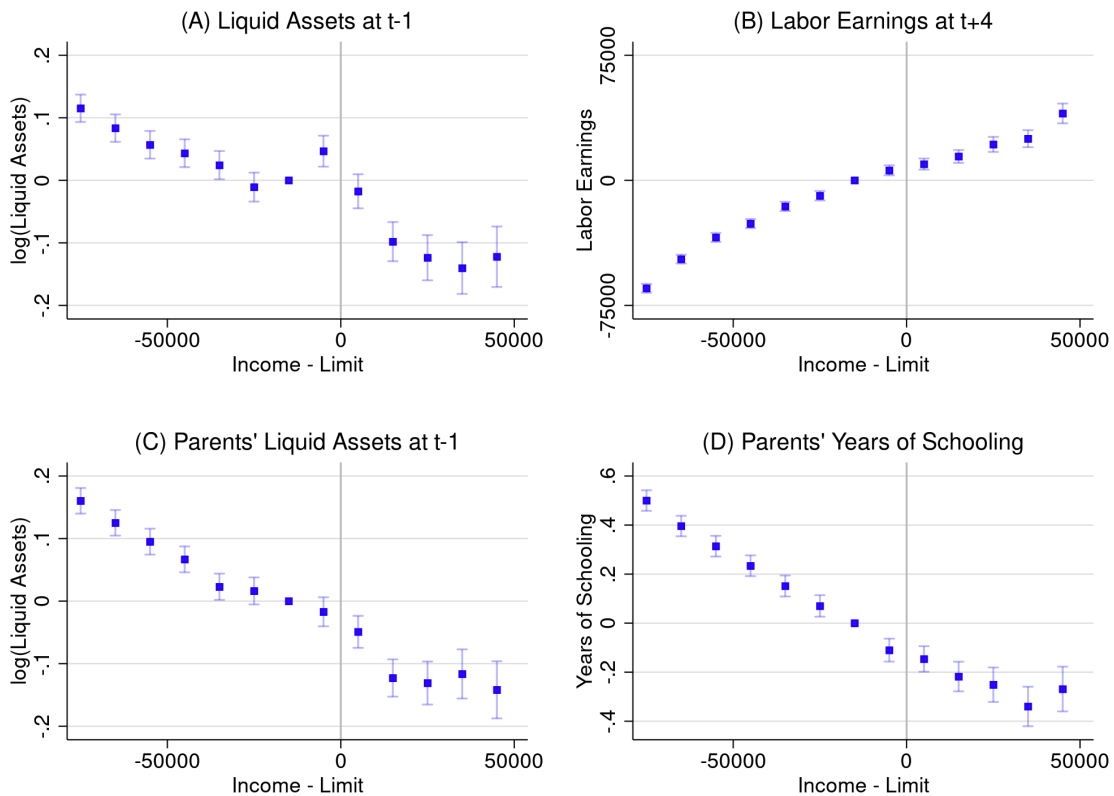 (A) Liquid Assets at t-1
log(Liquid Assets)
.2
.1
0
-.1
-.2
-50000 0 50000
Income - Limit
(B) Labor Earnings at t+4
Labor Earnings
75000
0
-75000
-50000 0 50000
Income - Limit
(C) Parents' Liquid Assets at t-1
log(Liquid Assets)
.2
.1
0
-.1
-.2
-50000 0 50000
Income - Limit
(D) Parents' Years of Schooling
Years of Schooling
.6
.4
.2
0
-.2
-.4
-50000 0 50000
Income - Limit